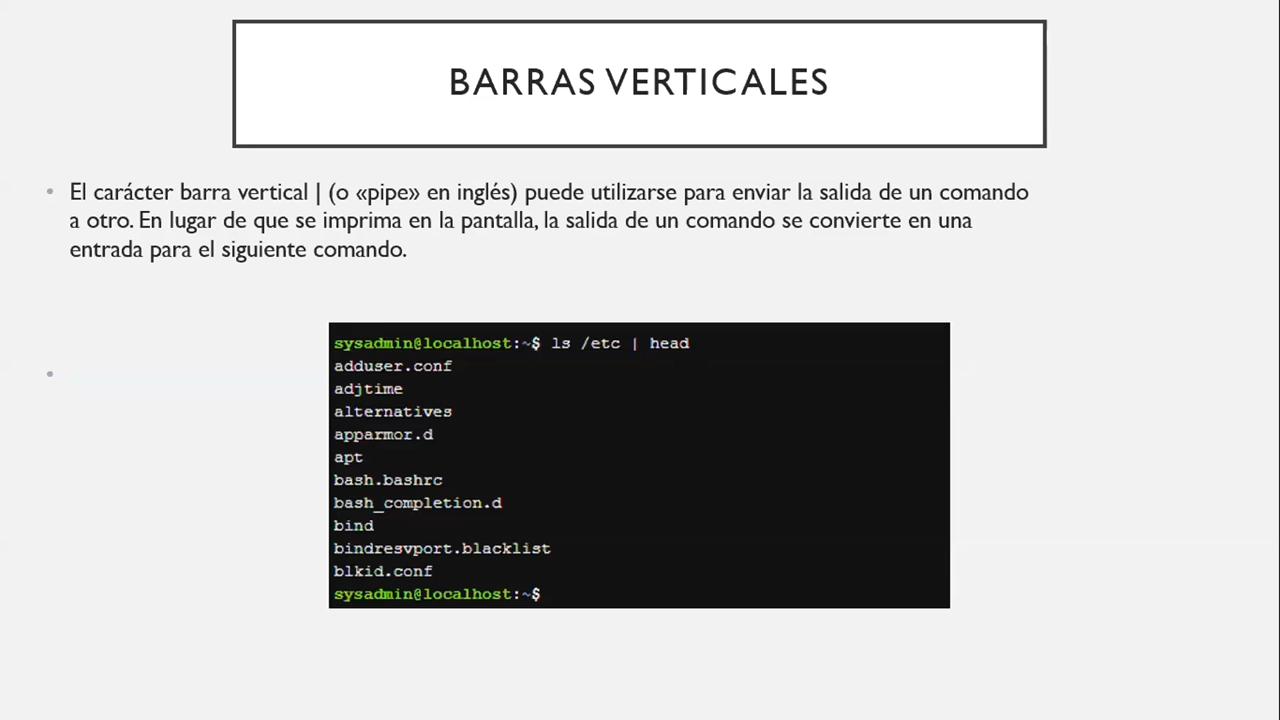 BARRAS VERTICALES
• El carácter barra vertical | (o «pipe» en inglés) puede utilizarse para enviar la salida de un comando
a otro. En lugar de que se imprima en la pantalla, la salida de un comando se convierte en una
entrada para el siguiente comando.
•
sysadmin@localhost:~$ ls /etc | head
adduser.conf
adjtime
alternatives
apparmor.d
apt
bash.bashrc
bash_completion.d
bind
bindresvport.blacklist
blkid.conf
sysadmin@localhost:~$